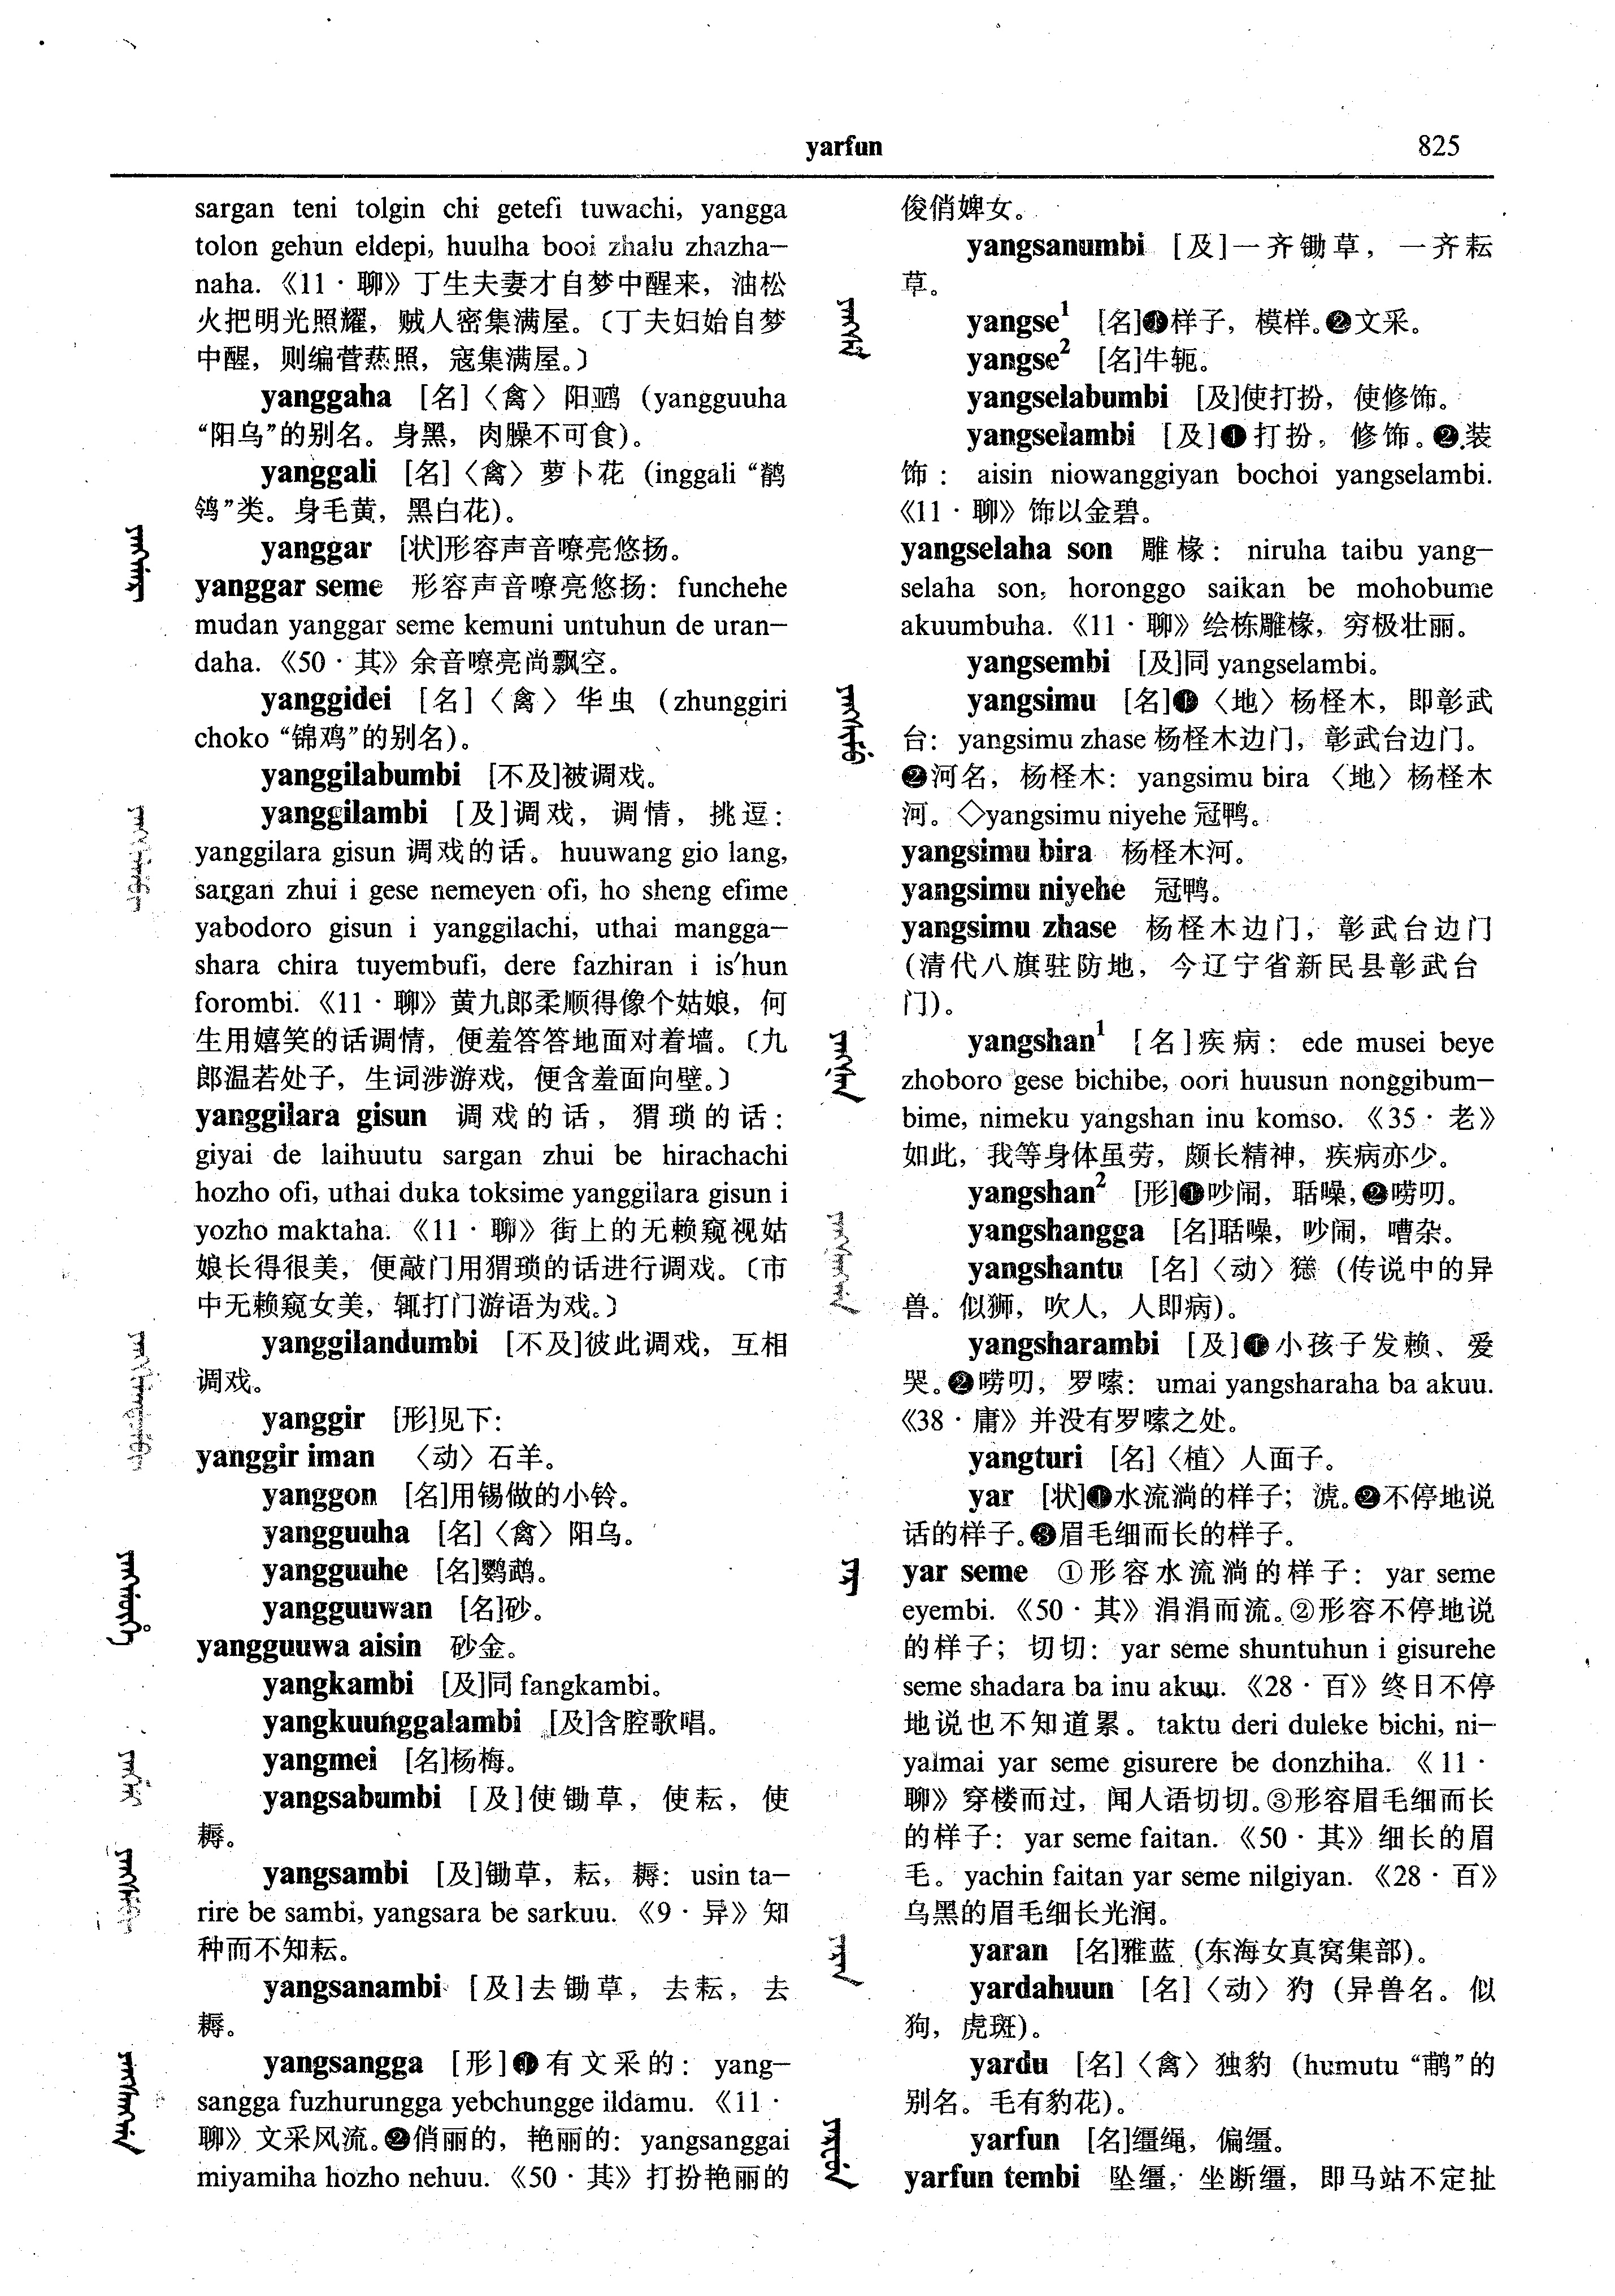 yarfun
825
sargan teni tolgin chi getefi tuwachi, yangga
tolon gehun eldepi, huulha booi zhalu zhazha-
naha.《11·聊》丁生夫妻才自梦中醒来，油松
火把明光照耀，贼人密集满屋。〔丁夫妇始自梦
中醒，则编菅爇照，寇集满屋。〕
yanggaha [名]〈禽〉阳鸦（yangguuha
“阳乌”的别名。身黑，肉臊不可食）。
yanggali [名]〈禽〉萝卜花（inggali“鹡
鸰”类。身毛黄，黑白花）。
yanggar [状]形容声音嘹亮悠扬。
yanggar seme 形容声音嘹亮悠扬：funchehe
mudan yanggar seme kemuni untuhun de uran-
daha.《50·其》余音嘹亮尚飘空。
yanggidei [名]〈禽〉华虫（zhunggiri
choko“锦鸡”的别名）。
yanggilabumbi [不及]被调戏。
yanggilambi [及]调戏，调情，挑逗：
yanggilara gisun 调戏的话。huuwang gio lang,
sargan zhui i gese nemeyen ofi, ho sheng efime
yabodoro gisun i yanggilachi, uthai mangga-
shara chira tuyembufi, dere fazhiran i is'hun
forombi.《11·聊》黄九郎柔顺得像个姑娘，何
生用嬉笑的话调情，便羞答答地面对着墙。〔九
郎温若处子，生词涉游戏，便含羞面向壁。〕
yanggilara gisun 调戏的话，猥琐的话：
giyai de laihuutu sargan zhui be hirachachi
hozho ofi, uthai duka toksime yanggilara gisun i
yozho maktaha.《11·聊》街上的无赖窥视姑
娘长得很美，便敲门用猥琐的话进行调戏。〔市
中无赖窥女美，辄打门游语为戏。〕
yanggilandumbi [不及]彼此调戏，互相
调戏。
yanggir [形]见下：
yanggir iman 〈动〉石羊。
yanggon [名]用锡做的小铃。
yangguuha [名]〈禽〉阳乌。
yangguuhe [名]鹦鹉。
yangguuwan [名]砂。
yangguuwa aisin 砂金。
yangkambi [及]同 fangkambi。
yangkuunggalambi [及]含腔歌唱。
yangmei [名]杨梅。
yangsabumbi [及]使锄草，使耘，使
耨。
yangsambi [及]锄草，耘，耨：usin ta-
rire be sambi, yangsara be sarkuu.《9·异》知
种而不知耘。
yangsanambi [及]去锄草，去耘，去
耨。
yangsangga [形]❶有文采的：yang-
sangga fuzhurungga yebchungge ildamu.《11·
聊》文采风流。❷俏丽的，艳丽的：yangsanggai
miyamiha hozho nehuu.《50·其》打扮艳丽的
俊俏婢女。
yangsanumbi [及]一齐锄草，一齐耘
草。
yangse¹ [名]❶样子，模样。❷文采。
yangse² [名]牛轭。
yangselabumbi [及]使打扮，使修饰。
yangselambi [及]❶打扮，修饰。❷装
饰：aisin niowanggiyan bochoi yangselambi.
《11·聊》饰以金碧。
yangselaha son 雕椽：niruha taibu yang-
selaha son, horonggo saikan be mohobume
akuumbuha.《11·聊》绘栋雕椽，穷极壮丽。
yangsembi [及]同 yangselambi。
yangsimu [名]❶〈地〉杨柽木，即彰武
台：yangsimu zhase 杨柽木边门，彰武台边门。
❷河名，杨柽木：yangsimu bira〈地〉杨柽木
河。◇yangsimu niyehe 冠鸭。
yangsimu bira 杨柽木河。
yangsimu niyehe 冠鸭。
yangsimu zhase 杨柽木边门，彰武台边门
（清代八旗驻防地，今辽宁省新民县彰武台
门）。
yangshan¹ [名]疾病：ede musei beye
zhoboro gese bichibe, oori huusun nonggibum-
bime, nimeku yangshan inu komso.《35·老》
如此，我等身体虽劳，颇长精神，疾病亦少。
yangshan² [形]❶吵闹，聒噪，❷唠叨。
yangshangga [名]聒噪，吵闹，嘈杂。
yangshantu [名]〈动〉（传说中的异
兽。似狮，吹人，人即病）。
yangsharambi [及]❶小孩子发赖、爱
哭。❷唠叨，罗嗦：umai yangsharaha ba akuu.
《38·庸》并没有罗嗦之处。
yangturi [名]〈植〉人面子。
yar [状]❶水流淌的样子；淲。❷不停地说
话的样子。❸眉毛细而长的样子。
yar seme ①形容水流淌的样子：yar seme
eyembi.《50·其》涓涓而流。②形容不停地说
的样子；切切：yar seme shuntuhun i gisurehe
seme shadara ba inu akuu.《28·百》终日不停
地说也不知道累。taktu deri duleke bichi, ni-
yalmai yar seme gisurere be donzhiha.《11·
聊》穿楼而过，闻人语切切。③形容眉毛细而长
的样子：yar seme faitan.《50·其》细长的眉
毛。yachin faitan yar seme nilgiyan.《28·百》
乌黑的眉毛细长光润。
yaran [名]雅蓝（东海女真窝集部）。
yardahuun [名]〈动〉犳（异兽名。似
狗，虎斑）。
yardu [名]〈禽〉独豹（humutu“鸨”的
别名。毛有豹花）。
yarfun [名]缰绳，偏缰。
yarfun tembi 坠缰，坐断缰，即马站不定扯